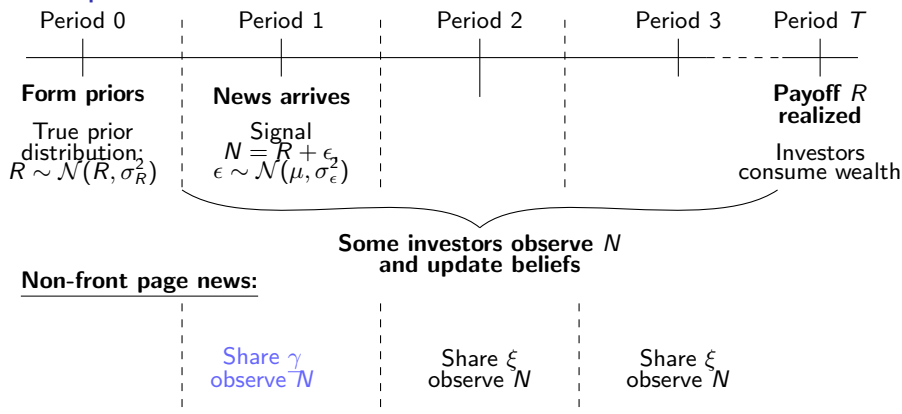 Period 0 Period 1 Period 2 Period 3 Period T
Form priors
True prior
distribution:
R ∼ N(R̄, σ²_R)
News arrives
Signal
N = R + ϵ,
ϵ ∼ N(μ, σ²_ϵ)
Payoff R
realized
Investors
consume wealth
Some investors observe N
and update beliefs
Non-front page news:
Share γ
observe N
Share ξ
observe N
Share ξ
observe N